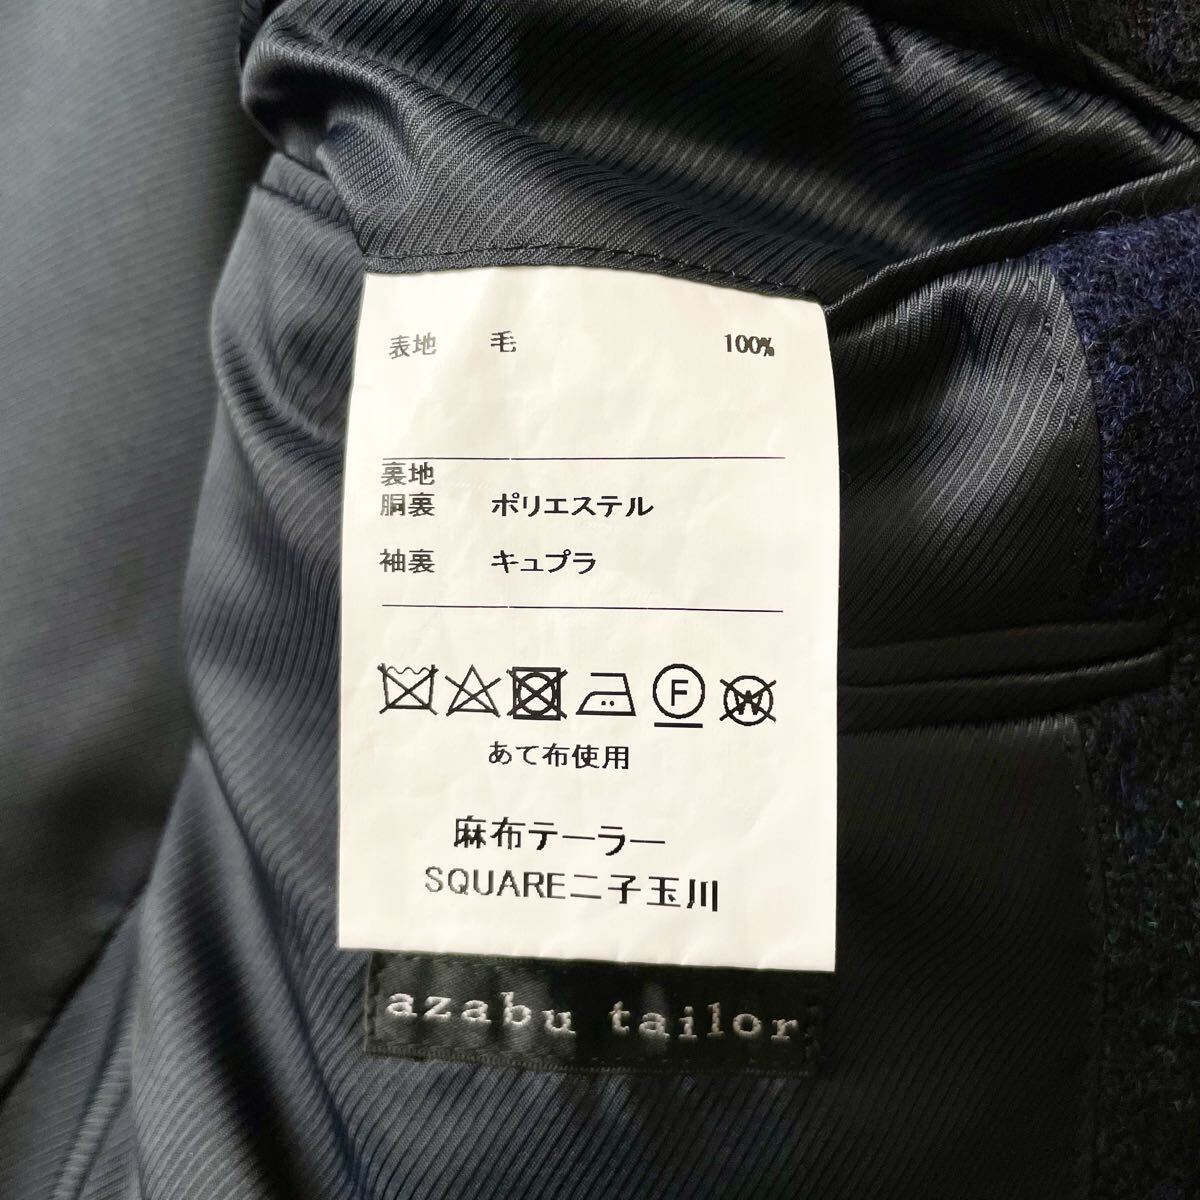 表地 毛 100%
裏地
胴裏 ポリエステル
袖裏 キュプラ
F W
あて布使用
麻布テーラー
SQUARE二子玉川
azabu tailor